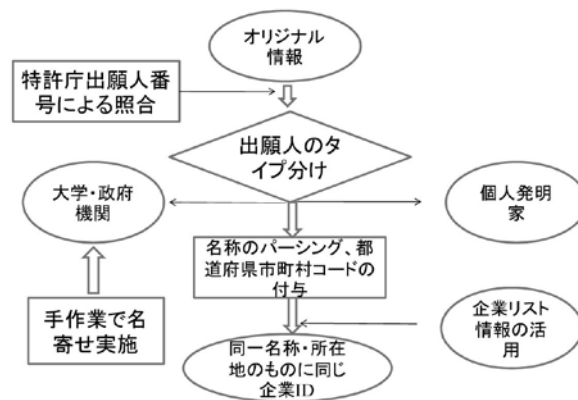 オリジナル
情報
特許庁出願人番
号による照合
出願人のタ
イプ分け
大学・政府
機関
個人発明
家
名称のパーシング、都
道府県市町村コードの
付与
手作業で名
寄せ実施
企業リスト
情報の活
用
同一名称・所在
地のものに同じ
企業ID